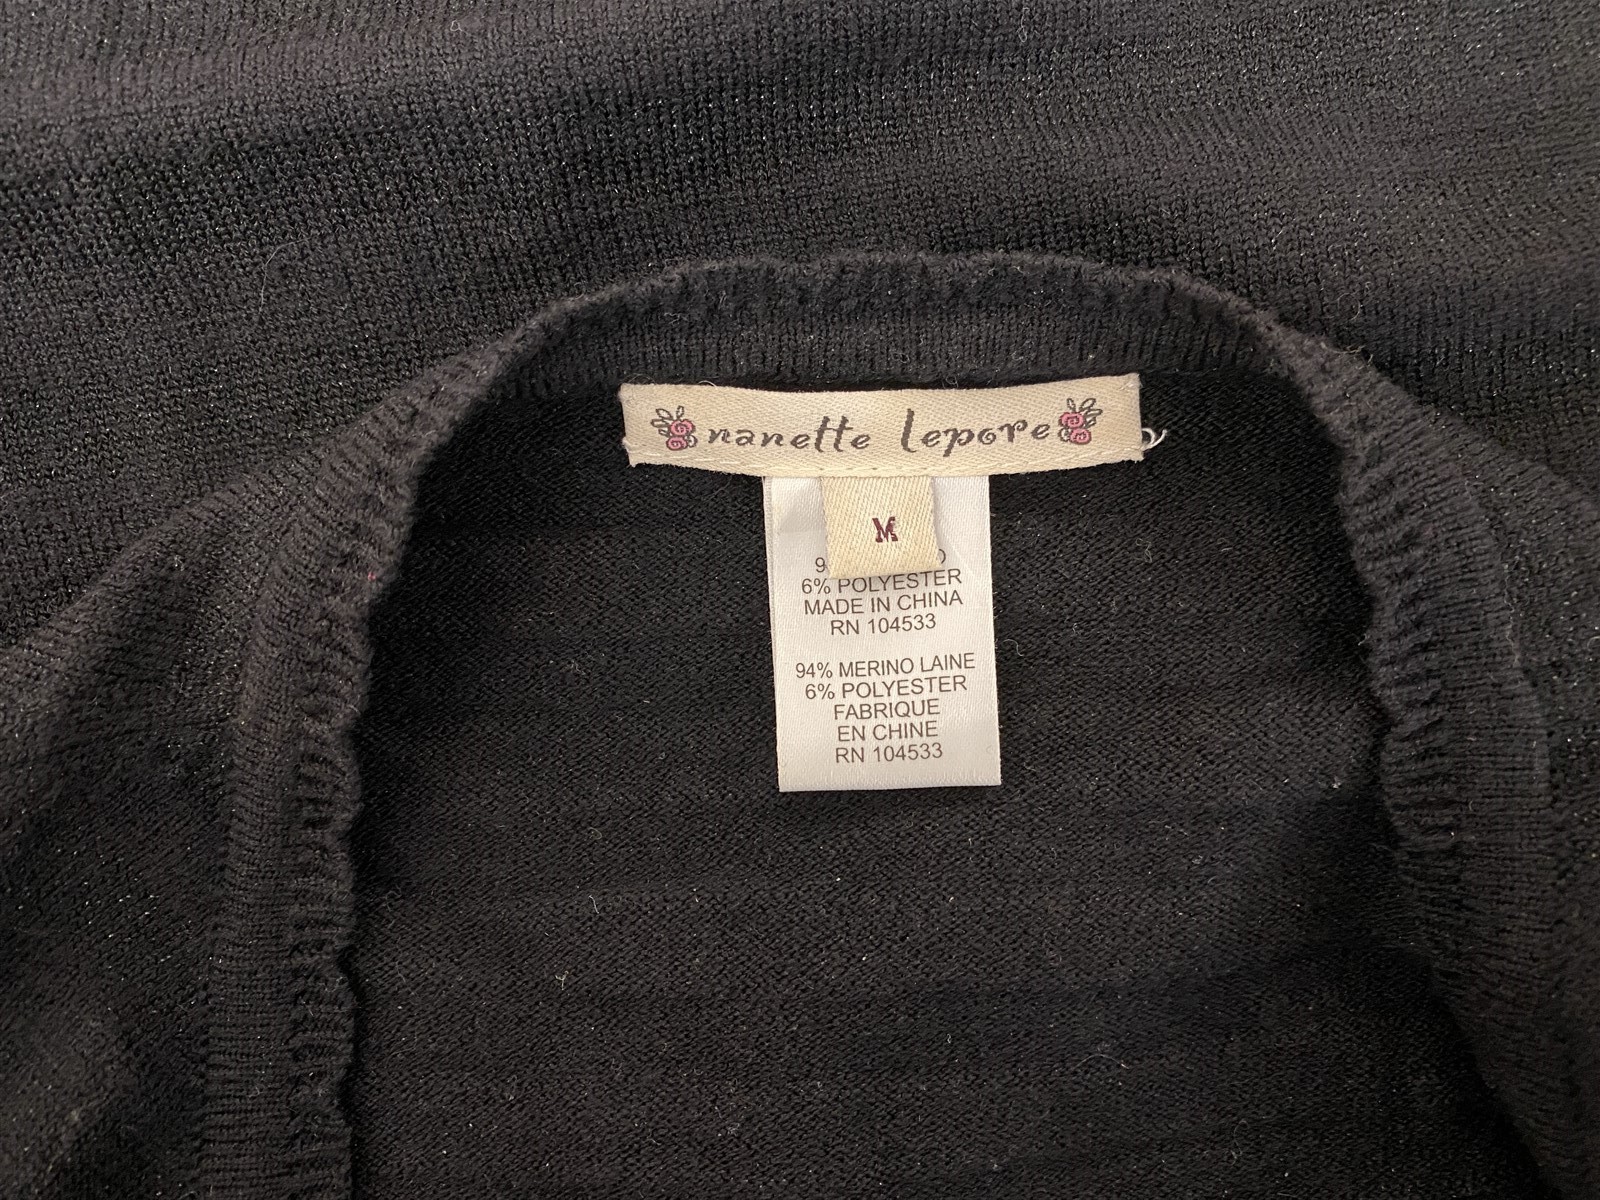 nanette lepore
M
6% POLYESTER
MADE IN CHINA
RN 104533
94% MERINO LAINE
6% POLYESTER
FABRIQUE
EN CHINE
RN 104533